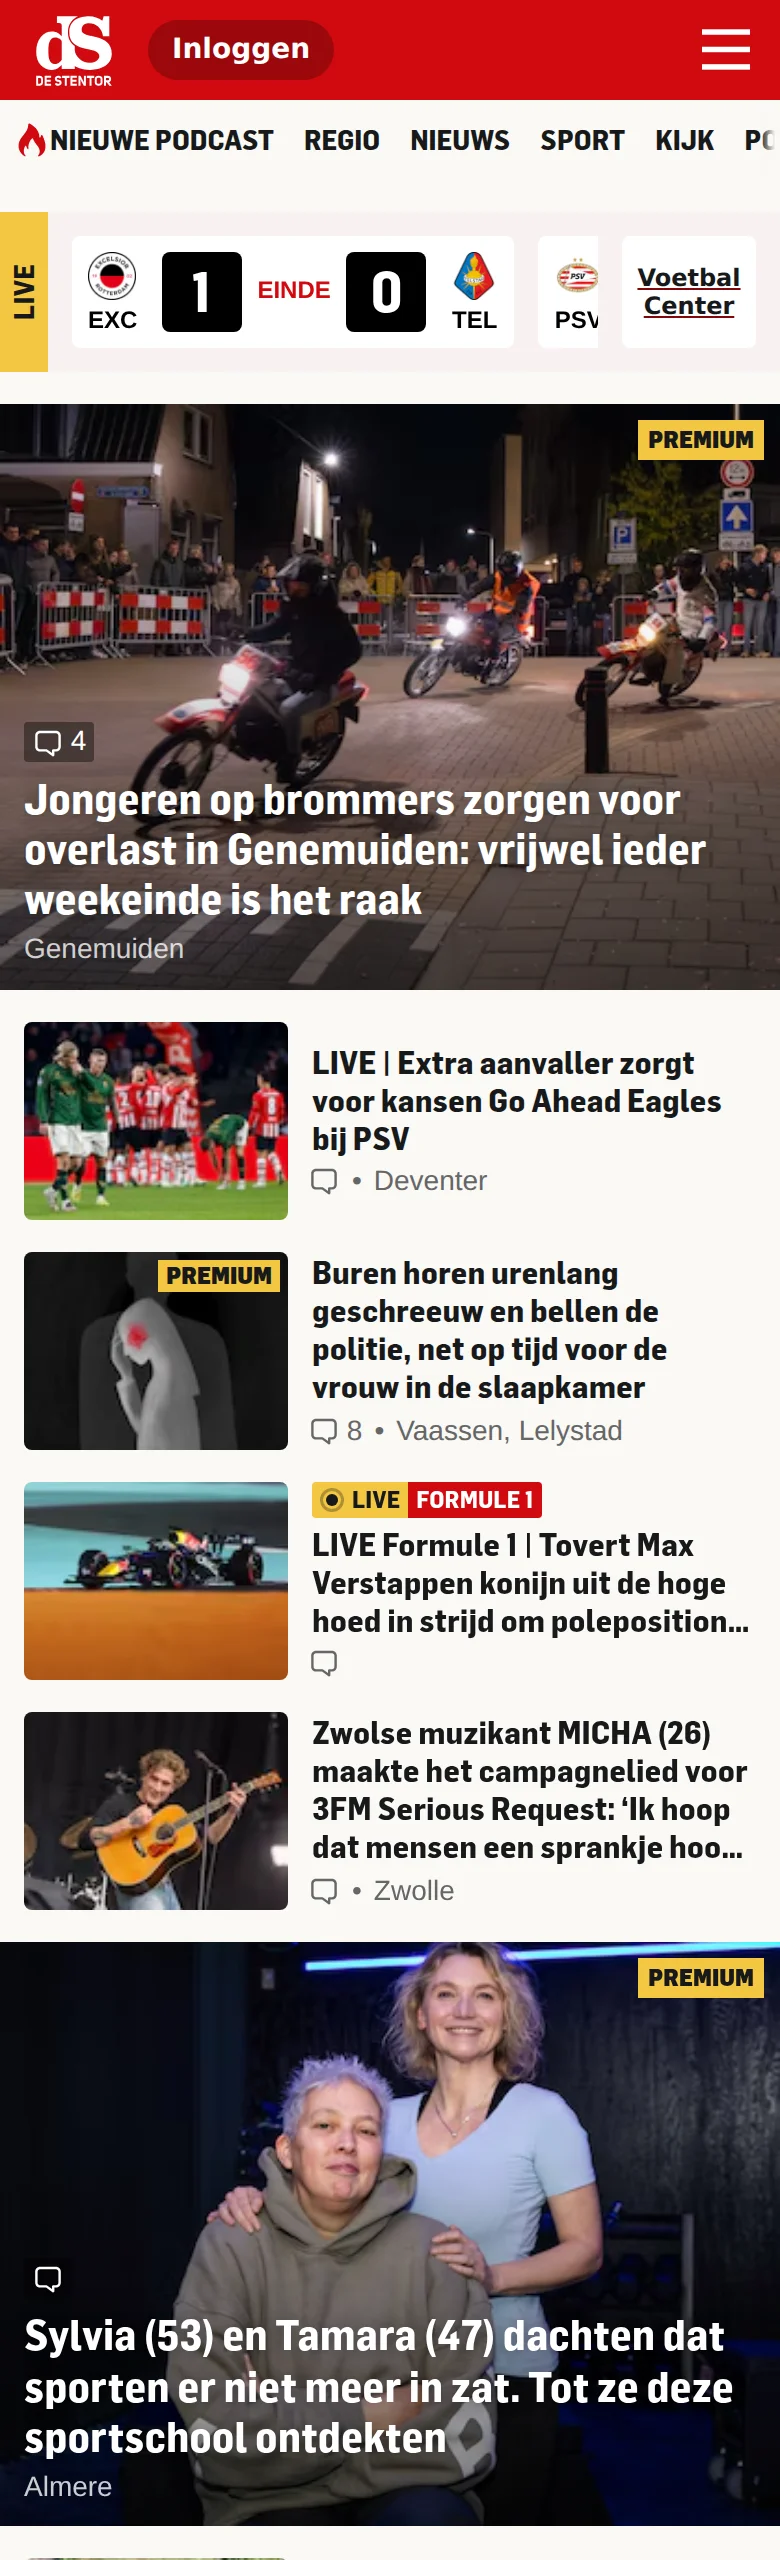 dS
DE STENTOR
Inloggen
NIEUWE PODCAST REGIO NIEUWS SPORT KIJK
LIVE
EXC 1 EINDE 0 TEL
PSV
PSV
Voetbal
Center
PREMIUM
4
Jongeren op brommers zorgen voor
overlast in Genemuiden: vrijwel ieder
weekeinde is het raak
Genemuiden
LIVE | Extra aanvaller zorgt
voor kansen Go Ahead Eagles
bij PSV
• Deventer
PREMIUM
Buren horen urenlang
geschreeuw en bellen de
politie, net op tijd voor de
vrouw in de slaapkamer
8 • Vaassen, Lelystad
LIVE FORMULE 1
LIVE Formule 1 | Tovert Max
Verstappen konijn uit de hoge
hoed in strijd om poleposition...
Zwolse muzikant MICHA (26)
maakte het campagnelied voor
3FM Serious Request: ‘Ik hoop
dat mensen een sprankje hoo...
• Zwolle
PREMIUM
Sylvia (53) en Tamara (47) dachten dat
sporten er niet meer in zat. Tot ze deze
sportschool ontdekten
Almere